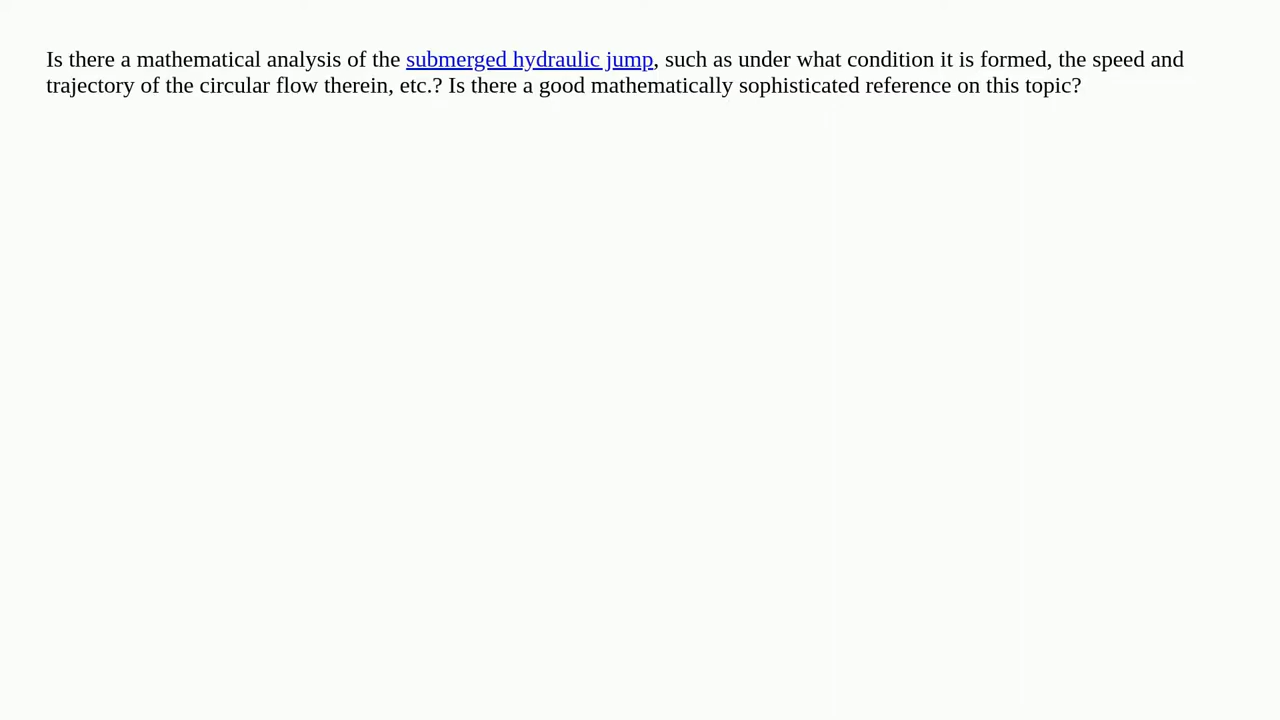 Is there a mathematical analysis of the submerged hydraulic jump, such as under what condition it is formed, the speed and
trajectory of the circular flow therein, etc.? Is there a good mathematically sophisticated reference on this topic?